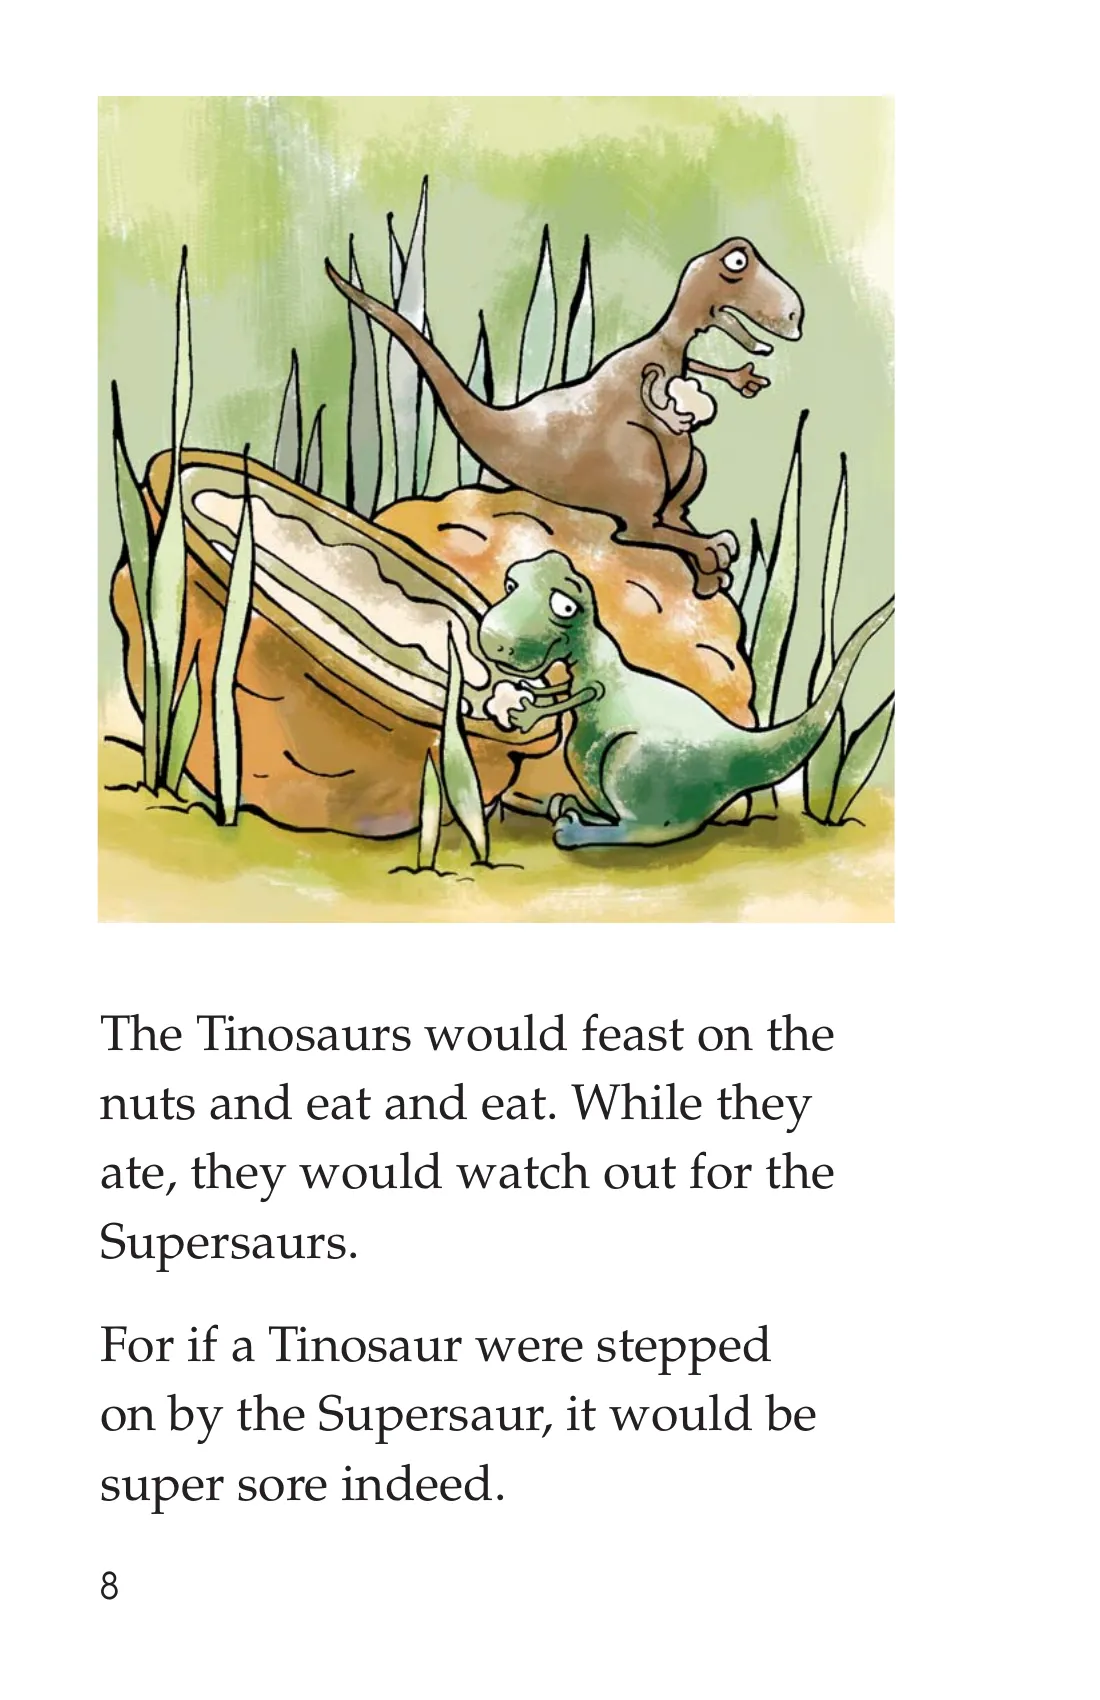 The Tinosaurs would feast on the
nuts and eat and eat. While they
ate, they would watch out for the
Supersaurs.
For if a Tinosaur were stepped
on by the Supersaur, it would be
super sore indeed.
8